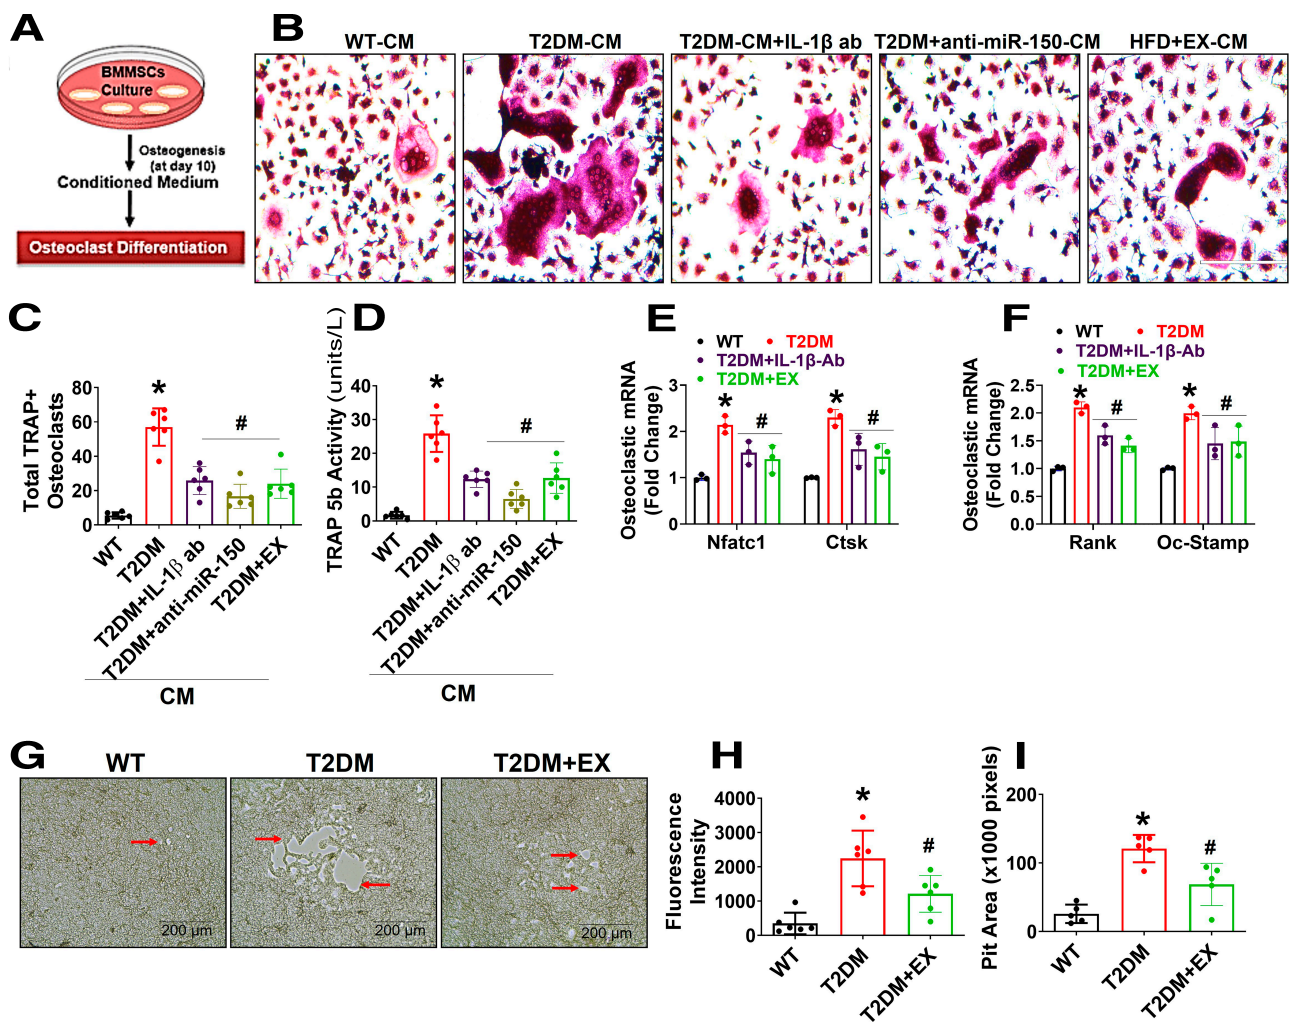 A
BMMSCs
Culture
Osteogenesis
(at day 10)
Conditioned Medium
Osteoclast Differentiation
B
WT-CM
T2DM-CM
T2DM-CM+IL-1β ab
T2DM+anti-miR-150-CM
HFD+EX-CM
C
Total TRAP+
Osteoclasts
80
60
40
20
0
*
#
WT
T2DM
T2DM+IL-1β ab
T2DM+anti-miR-150
T2DM+EX
CM
D
TRAP 5b Activity (units/L)
40
30
20
10
0
*
#
WT
T2DM
T2DM+IL-1β ab
T2DM+anti-miR-150
T2DM+EX
CM
E
WT
T2DM
T2DM+IL-1β-Ab
T2DM+EX
Osteoclastic mRNA
(Fold Change)
3
2
1
0
*
#
*
#
Nfatc1
Ctsk
F
WT
T2DM
T2DM+IL-1β-Ab
T2DM+EX
Osteoclastic mRNA
(Fold Change)
2.5
2.0
1.5
1.0
0.5
0.0
*
#
*
#
Rank
Oc-Stamp
G
WT
T2DM
T2DM+EX
200 µm
200 µm
200 µm
H
Fluorescence
Intensity
4000
3000
2000
1000
0
*
#
WT
T2DM
T2DM+EX
I
Pit Area (x1000 pixels)
200
100
0
*
#
WT
T2DM
T2DM+EX